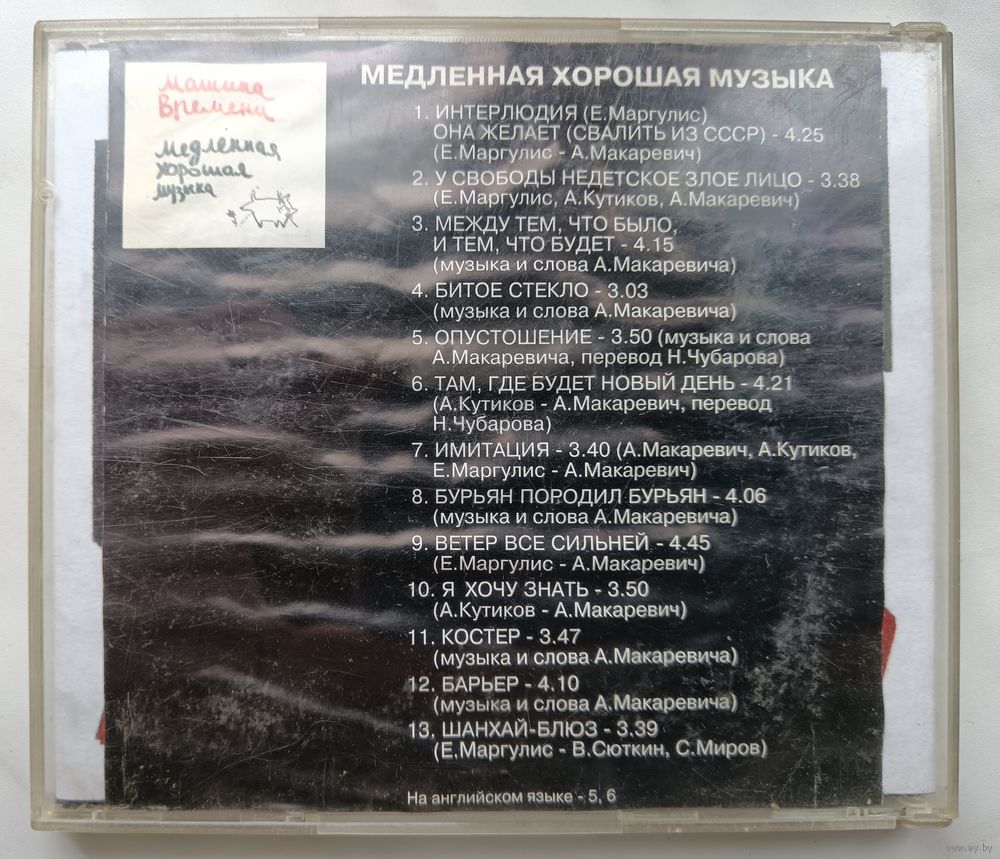 Машина
Времени
Медленная
хорошая
музыка
МЕДЛЕННАЯ ХОРОШАЯ МУЗЫКА
1. ИНТЕРЛЮДИЯ (Е.Маргулис)
ОНА ЖЕЛАЕТ (СВАЛИТЬ ИЗ СССР) - 4.25
(Е.Маргулис - А.Макаревич)
2. У СВОБОДЫ НЕДЕТСКОЕ ЗЛОЕ ЛИЦО - 3.38
(Е.Маргулис, А.Кутиков, А.Макаревич)
3. МЕЖДУ ТЕМ, ЧТО БЫЛО,
И ТЕМ, ЧТО БУДЕТ - 4.15
(музыка и слова А.Макаревича)
4. БИТОЕ СТЕКЛО - 3.03
(музыка и слова А.Макаревича)
5. ОПУСТОШЕНИЕ - 3.50 (музыка и слова
А.Макаревича, перевод Н.Чубарова)
6. ТАМ, ГДЕ БУДЕТ НОВЫЙ ДЕНЬ - 4.21
(А.Кутиков - А.Макаревич, перевод
Н.Чубарова)
7. ИМИТАЦИЯ - 3.40 (А.Макаревич, А.Кутиков,
Е.Маргулис - А.Макаревич)
8. БУРЬЯН ПОРОДИЛ БУРЬЯН - 4.06
(музыка и слова А.Макаревича)
9. ВЕТЕР ВСЕ СИЛЬНЕЙ - 4.45
(Е.Маргулис - А.Макаревич)
10. Я ХОЧУ ЗНАТЬ - 3.50
(А.Кутиков - А.Макаревич)
11. КОСТЕР - 3.47
(музыка и слова А.Макаревича)
12. БАРЬЕР - 4.10
(музыка и слова А.Макаревича)
13. ШАНХАЙ-БЛЮЗ - 3.39
(Е.Маргулис - В.Сюткин, С.Миров)
На английском языке - 5, 6
www.ay.by